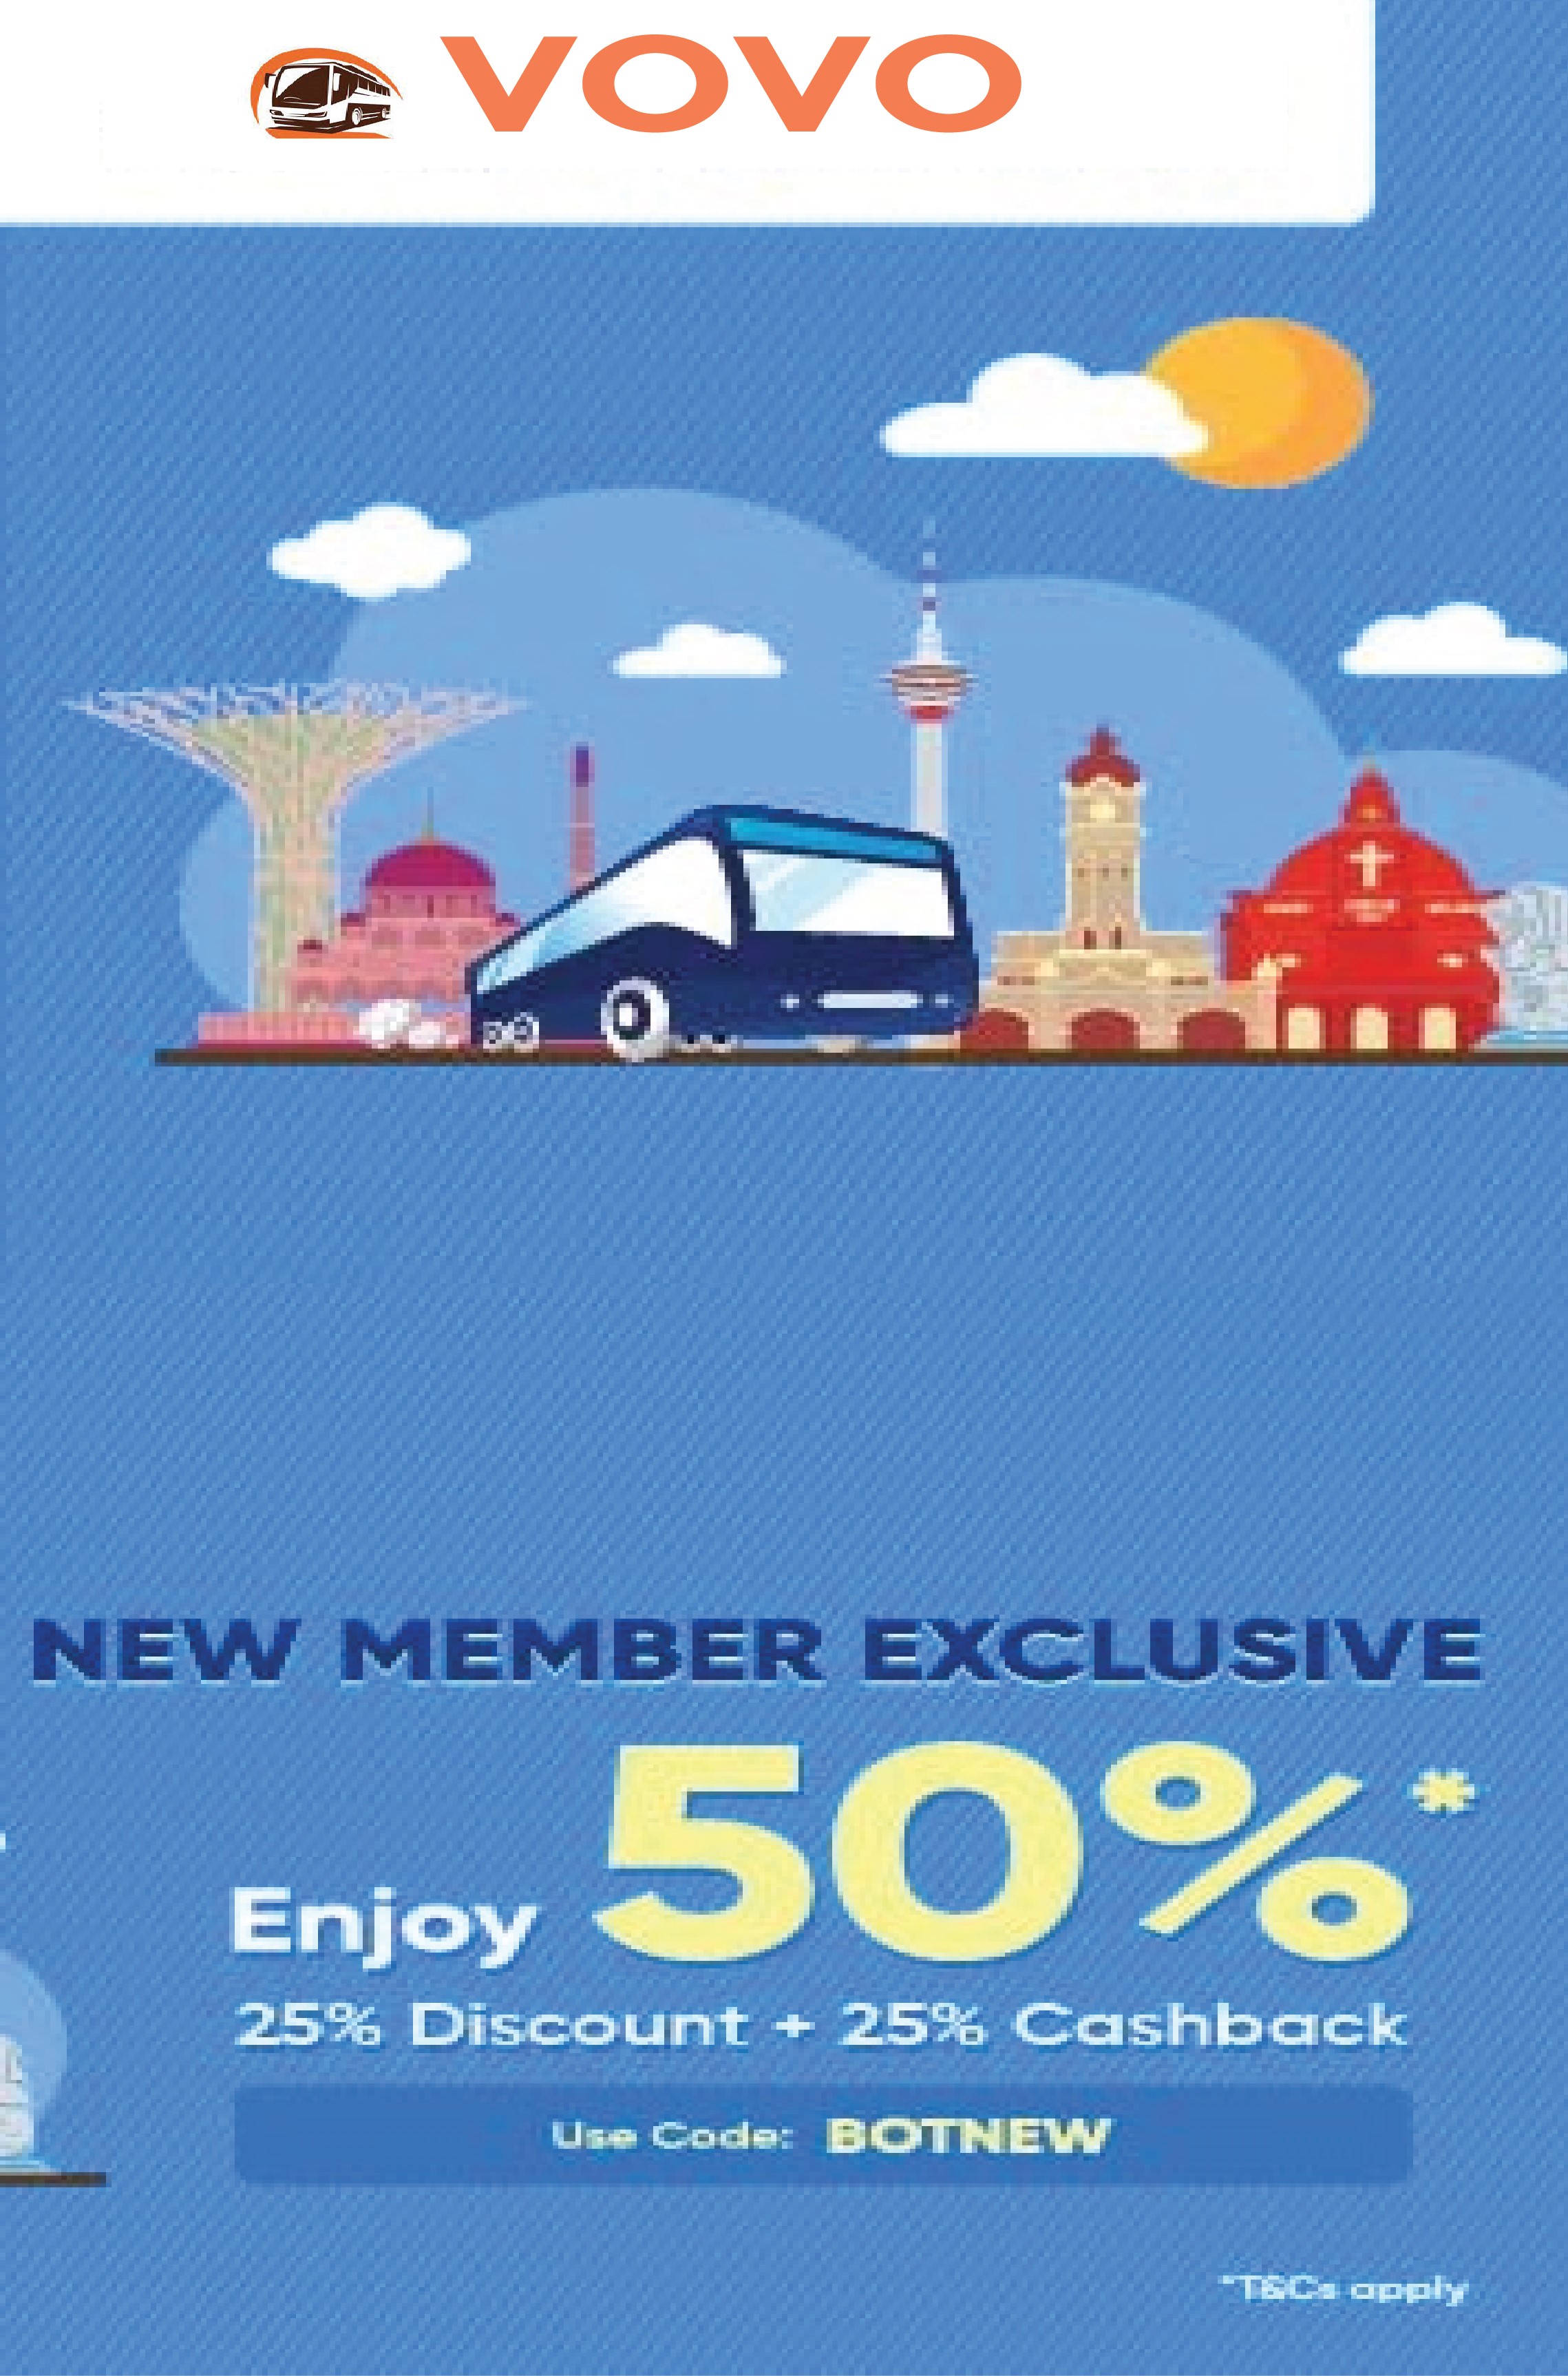 VOVO
NEW MEMBER EXCLUSIVE
Enjoy 50%*
25% Discount + 25% Cashback
Use Code: BOTNEW
*T&Cs apply